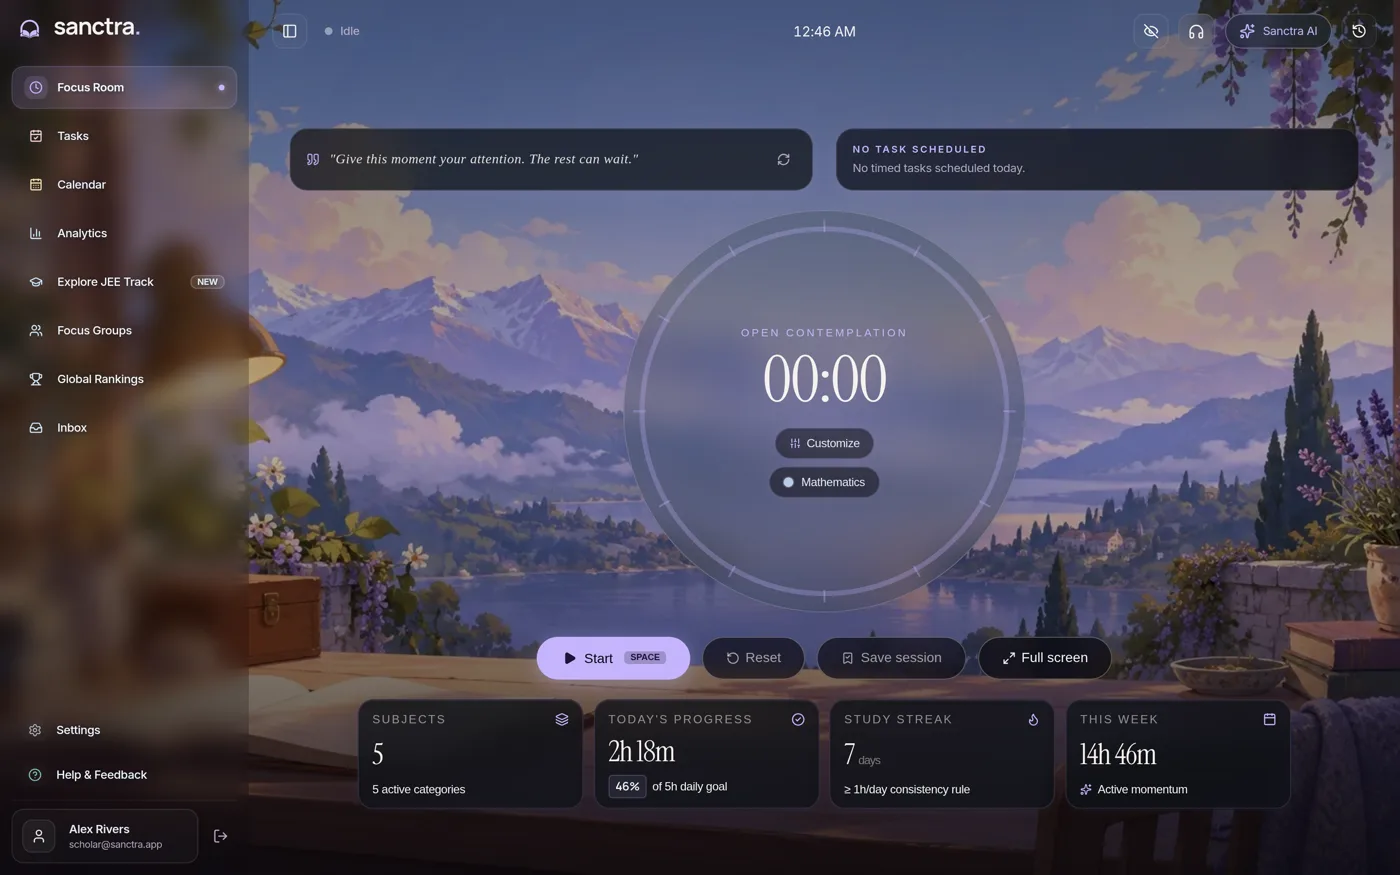 sanctra.
Focus Room
Tasks
Calendar
Analytics
Explore JEE Track NEW
Focus Groups
Global Rankings
Inbox
Settings
Help & Feedback
Alex Rivers
scholar@sanctra.app
Idle
12:46 AM
Sanctra AI
"Give this moment your attention. The rest can wait."
NO TASK SCHEDULED
No timed tasks scheduled today.
OPEN CONTEMPLATION
00:00
Customize
Mathematics
Start SPACE
Reset
Save session
Full screen
SUBJECTS
5
5 active categories
TODAY'S PROGRESS
2h 18m
46% of 5h daily goal
STUDY STREAK
7 days
≥ 1h/day consistency rule
THIS WEEK
14h 46m
Active momentum